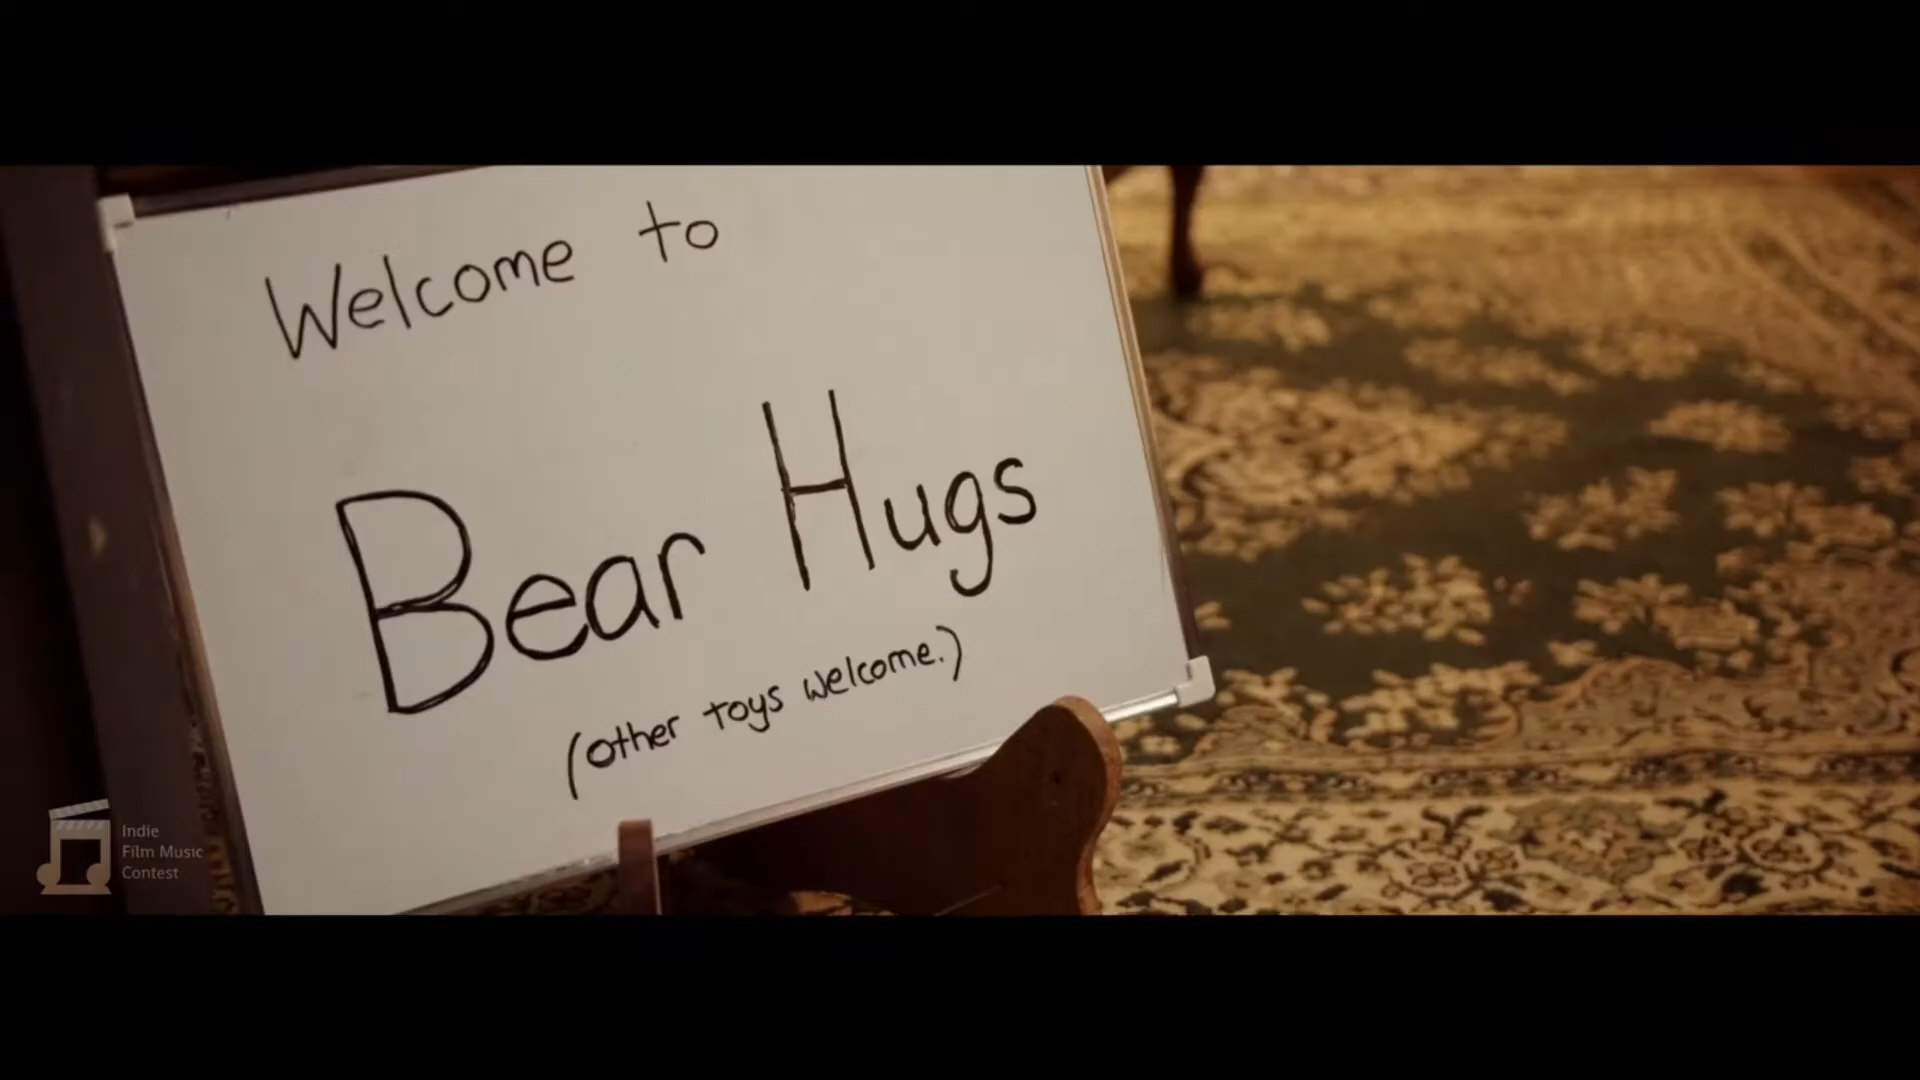 Welcome to
Bear Hugs
(other toys welcome.)
Indie
Film Music
Contest